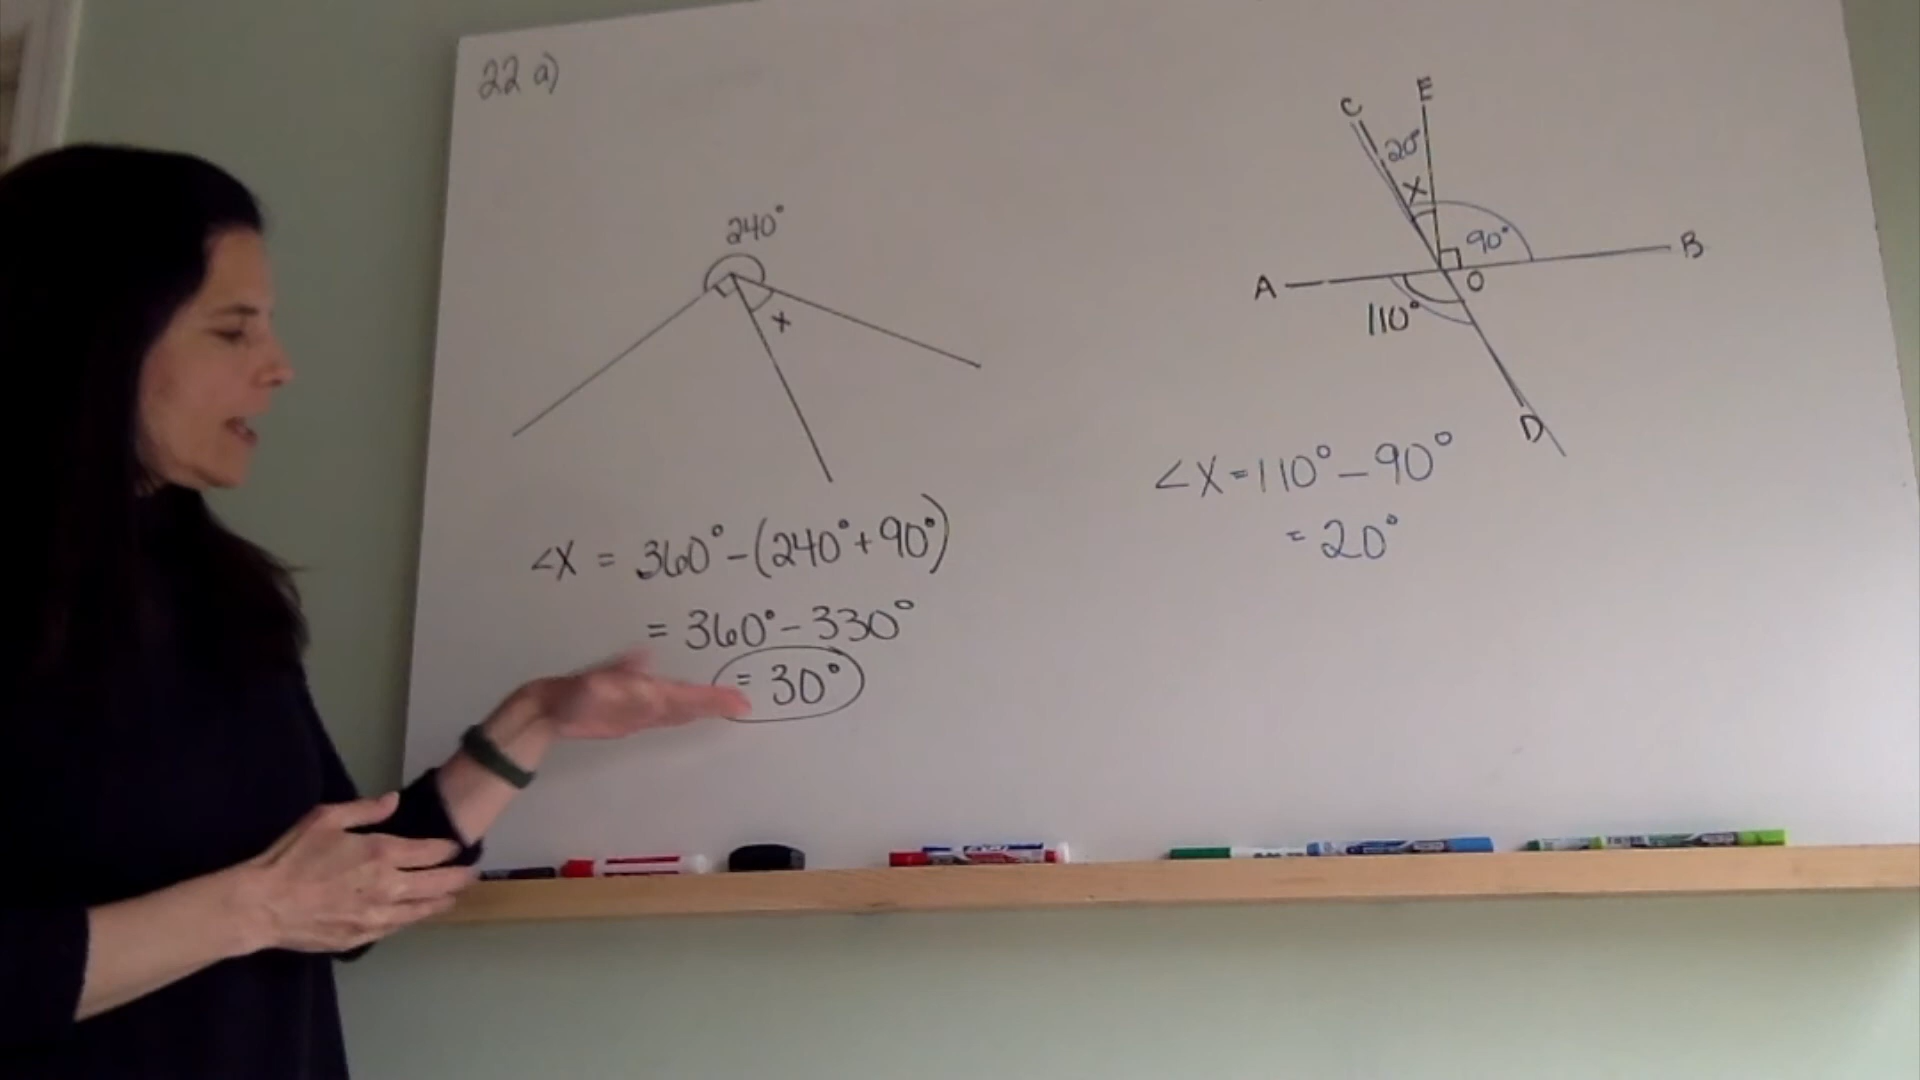 22 a)
240°
x
∠X = 360° - (240° + 90°)
= 360° - 330°
= 30°
C
E
20°
X
90°
B
A
O
110°
D
∠X = 110° - 90°
= 20°